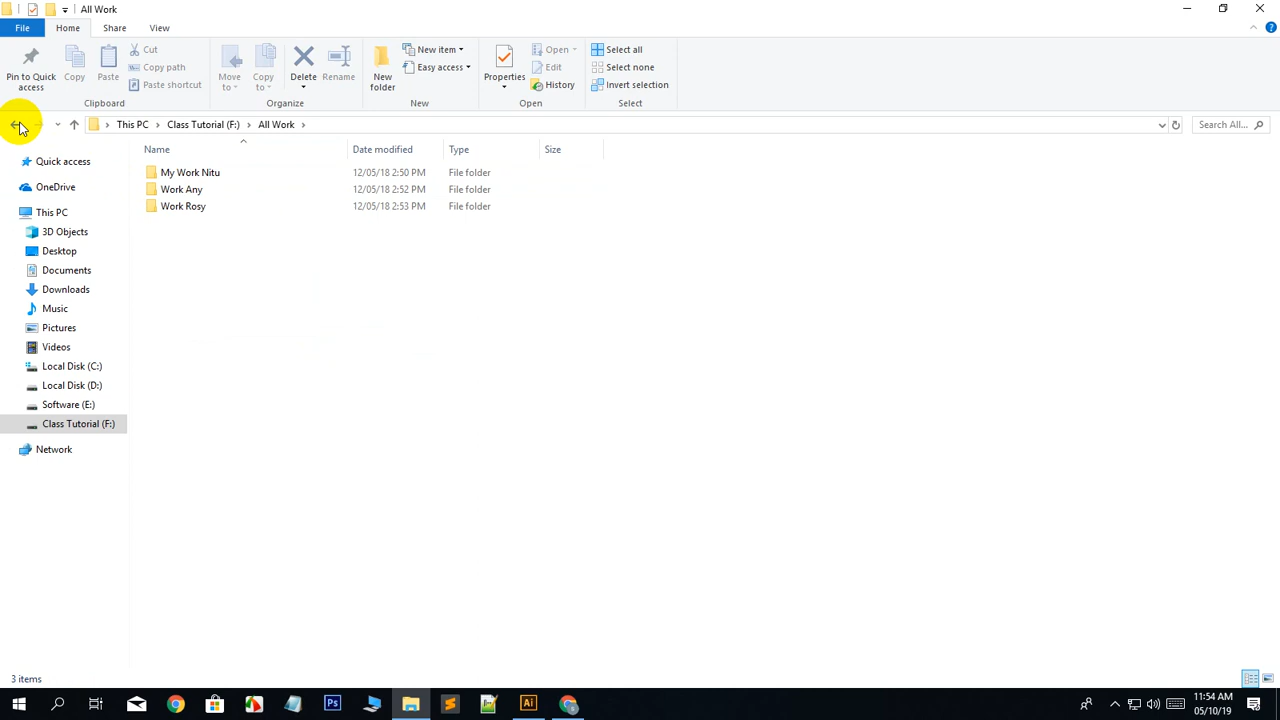 All Work
File Home Share View
Pin to Quick access
Copy
Paste
Cut
Copy path
Paste shortcut
Clipboard
Move to
Copy to
Delete
Rename
Organize
New folder
New item
Easy access
New
Properties
Open
Edit
History
Open
Select all
Select none
Invert selection
Select
This PC > Class Tutorial (F:) > All Work >
Search All...
Name Date modified Type Size
My Work Nitu 12/05/18 2:50 PM File folder
Work Any 12/05/18 2:52 PM File folder
Work Rosy 12/05/18 2:53 PM File folder
Quick access
OneDrive
This PC
3D Objects
Desktop
Documents
Downloads
Music
Pictures
Videos
Local Disk (C:)
Local Disk (D:)
Software (E:)
Class Tutorial (F:)
Network
3 items
Ps
Ai
11:54 AM
05/10/19